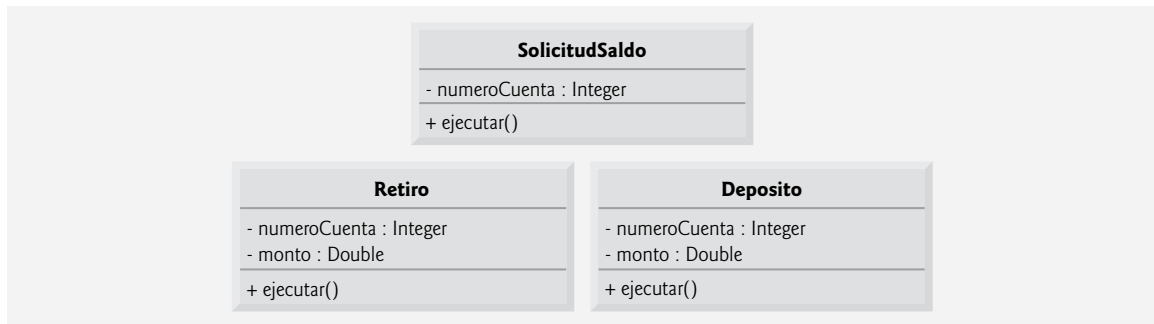 SolicitudSaldo
- numeroCuenta : Integer
+ ejecutar()
Retiro
- numeroCuenta : Integer
- monto : Double
+ ejecutar()
Deposito
- numeroCuenta : Integer
- monto : Double
+ ejecutar()